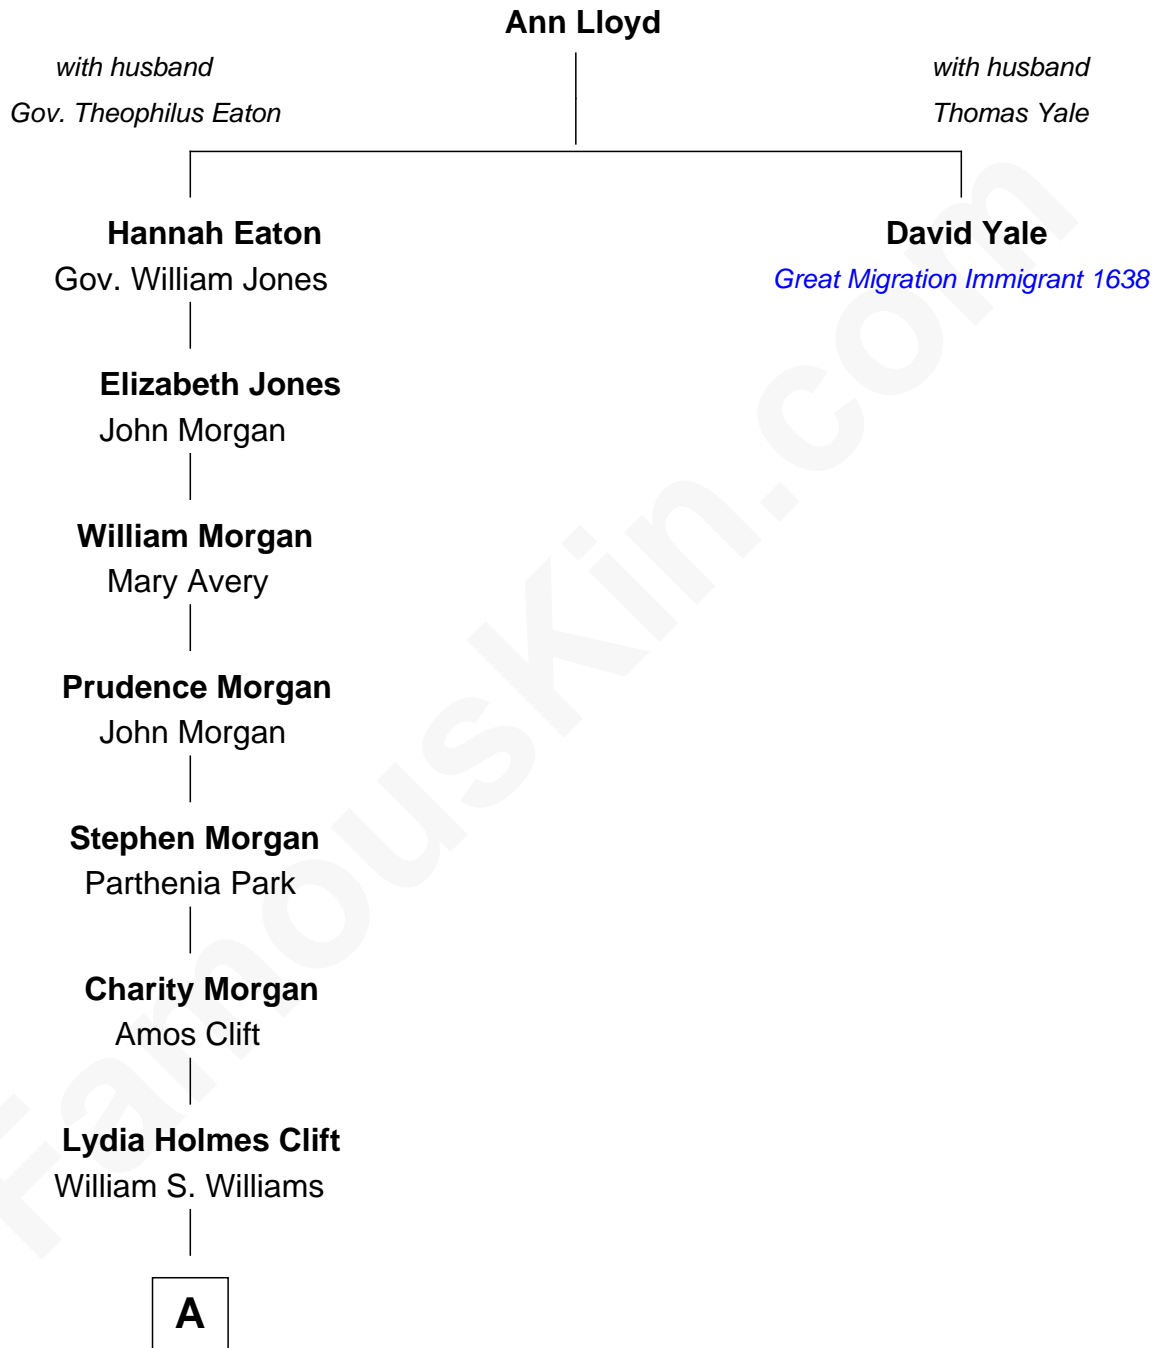 Ann Lloyd
with husband
Gov. Theophilus Eaton
with husband
Thomas Yale
Hannah Eaton
Gov. William Jones
David Yale
Great Migration Immigrant 1638
Elizabeth Jones
John Morgan
William Morgan
Mary Avery
Prudence Morgan
John Morgan
Stephen Morgan
Parthenia Park
Charity Morgan
Amos Clift
Lydia Holmes Clift
William S. Williams
A
FamousKin.com